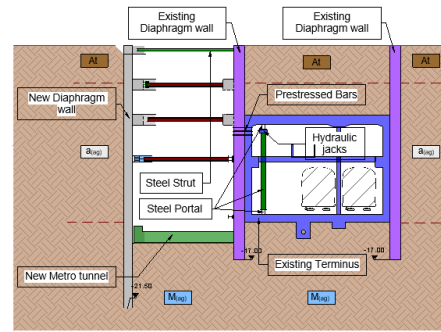 Existing
Diaphragm wall
Existing
Diaphragm wall
At
At
At
New Diaphragm
wall
Prestressed Bars
Hydraulic
jacks
a(ag)
a(ag)
Steel Strut
Steel Portal
New Metro tunnel
-17.00
-17.00
Existing Terminus
-21.50
M(ag)
M(ag)